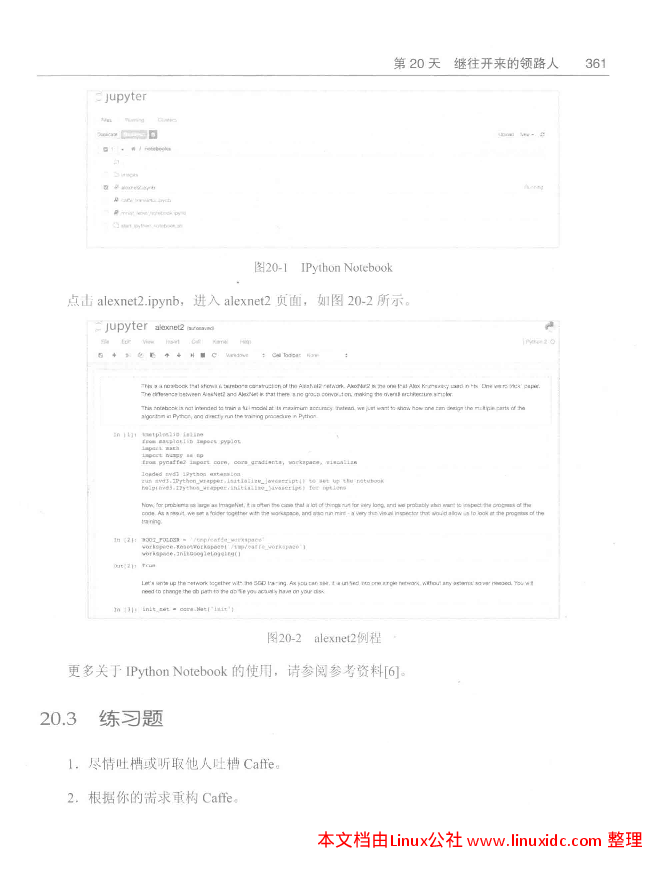 第 20 天 继往开来的领路人 361
jupyter
Files Running Clusters
Duplicate
Upload New
/ notebooks
..
images
alexnet2.ipynb Running
start_ipython_notebook.sh
图20-1 IPython Notebook
点击 alexnet2.ipynb，进入 alexnet2 页面，如图 20-2 所示。
jupyter alexnet2 (autosaved)
File Edit View Insert Cell Kernel Help Python 2
Markdown Cell Toolbar: None
This is a notebook that shows a barebone construction of the AlexNet2 network. AlexNet2 is the one that Alex Krizhevsky used in his "One weird trick" paper.
The difference between AlexNet2 and AlexNet is that there is no group convolution, making the overall architecture simpler.
This notebook is not intended to train a full model at its maximum accuracy. Instead, we just want to show how one can design the multiple parts of the
algorithm in Python, and directly run the training procedure in Python.
In [1]: %matplotlib inline
from matplotlib import pyplot
import math
import numpy as np
from pycaffe2 import core, core_gradients, workspace, visualize
loaded nvd3 IPython extension
run nvd3.ipython_wrapper.initialize_javascript() to set up the notebook
help(nvd3.ipython_wrapper.initialize_javascript) for options
Now, for problems as large as ImageNet, it is often the case that a lot of things run for very long, and we probably also want to inspect the progress of the
code. As a result, we set a folder together with the workspace, and also run mint - a very thin visual inspector that would allow us to look at the progress of the
training.
In [2]: ROOT_FOLDER = '/tmp/caffe_workspace'
workspace.ResetWorkspace('/tmp/caffe_workspace')
workspace.InitGoogleLogging()
Out[2]: True
Let's write up the network together with the SGD training. As you can see, it is unified into one single network, without any external solver needed. You will
need to change the db path to the db file you actually have on your disk.
In [3]: init_net = core.Net("init")
图20-2 alexnet2例程
更多关于 IPython Notebook 的使用，请参阅参考资料[6]。
20.3 练习题
1．尽情吐槽或听取他人吐槽 Caffe。
2．根据你的需求重构 Caffe。
本文档由Linux公社 www.linuxidc.com 整理